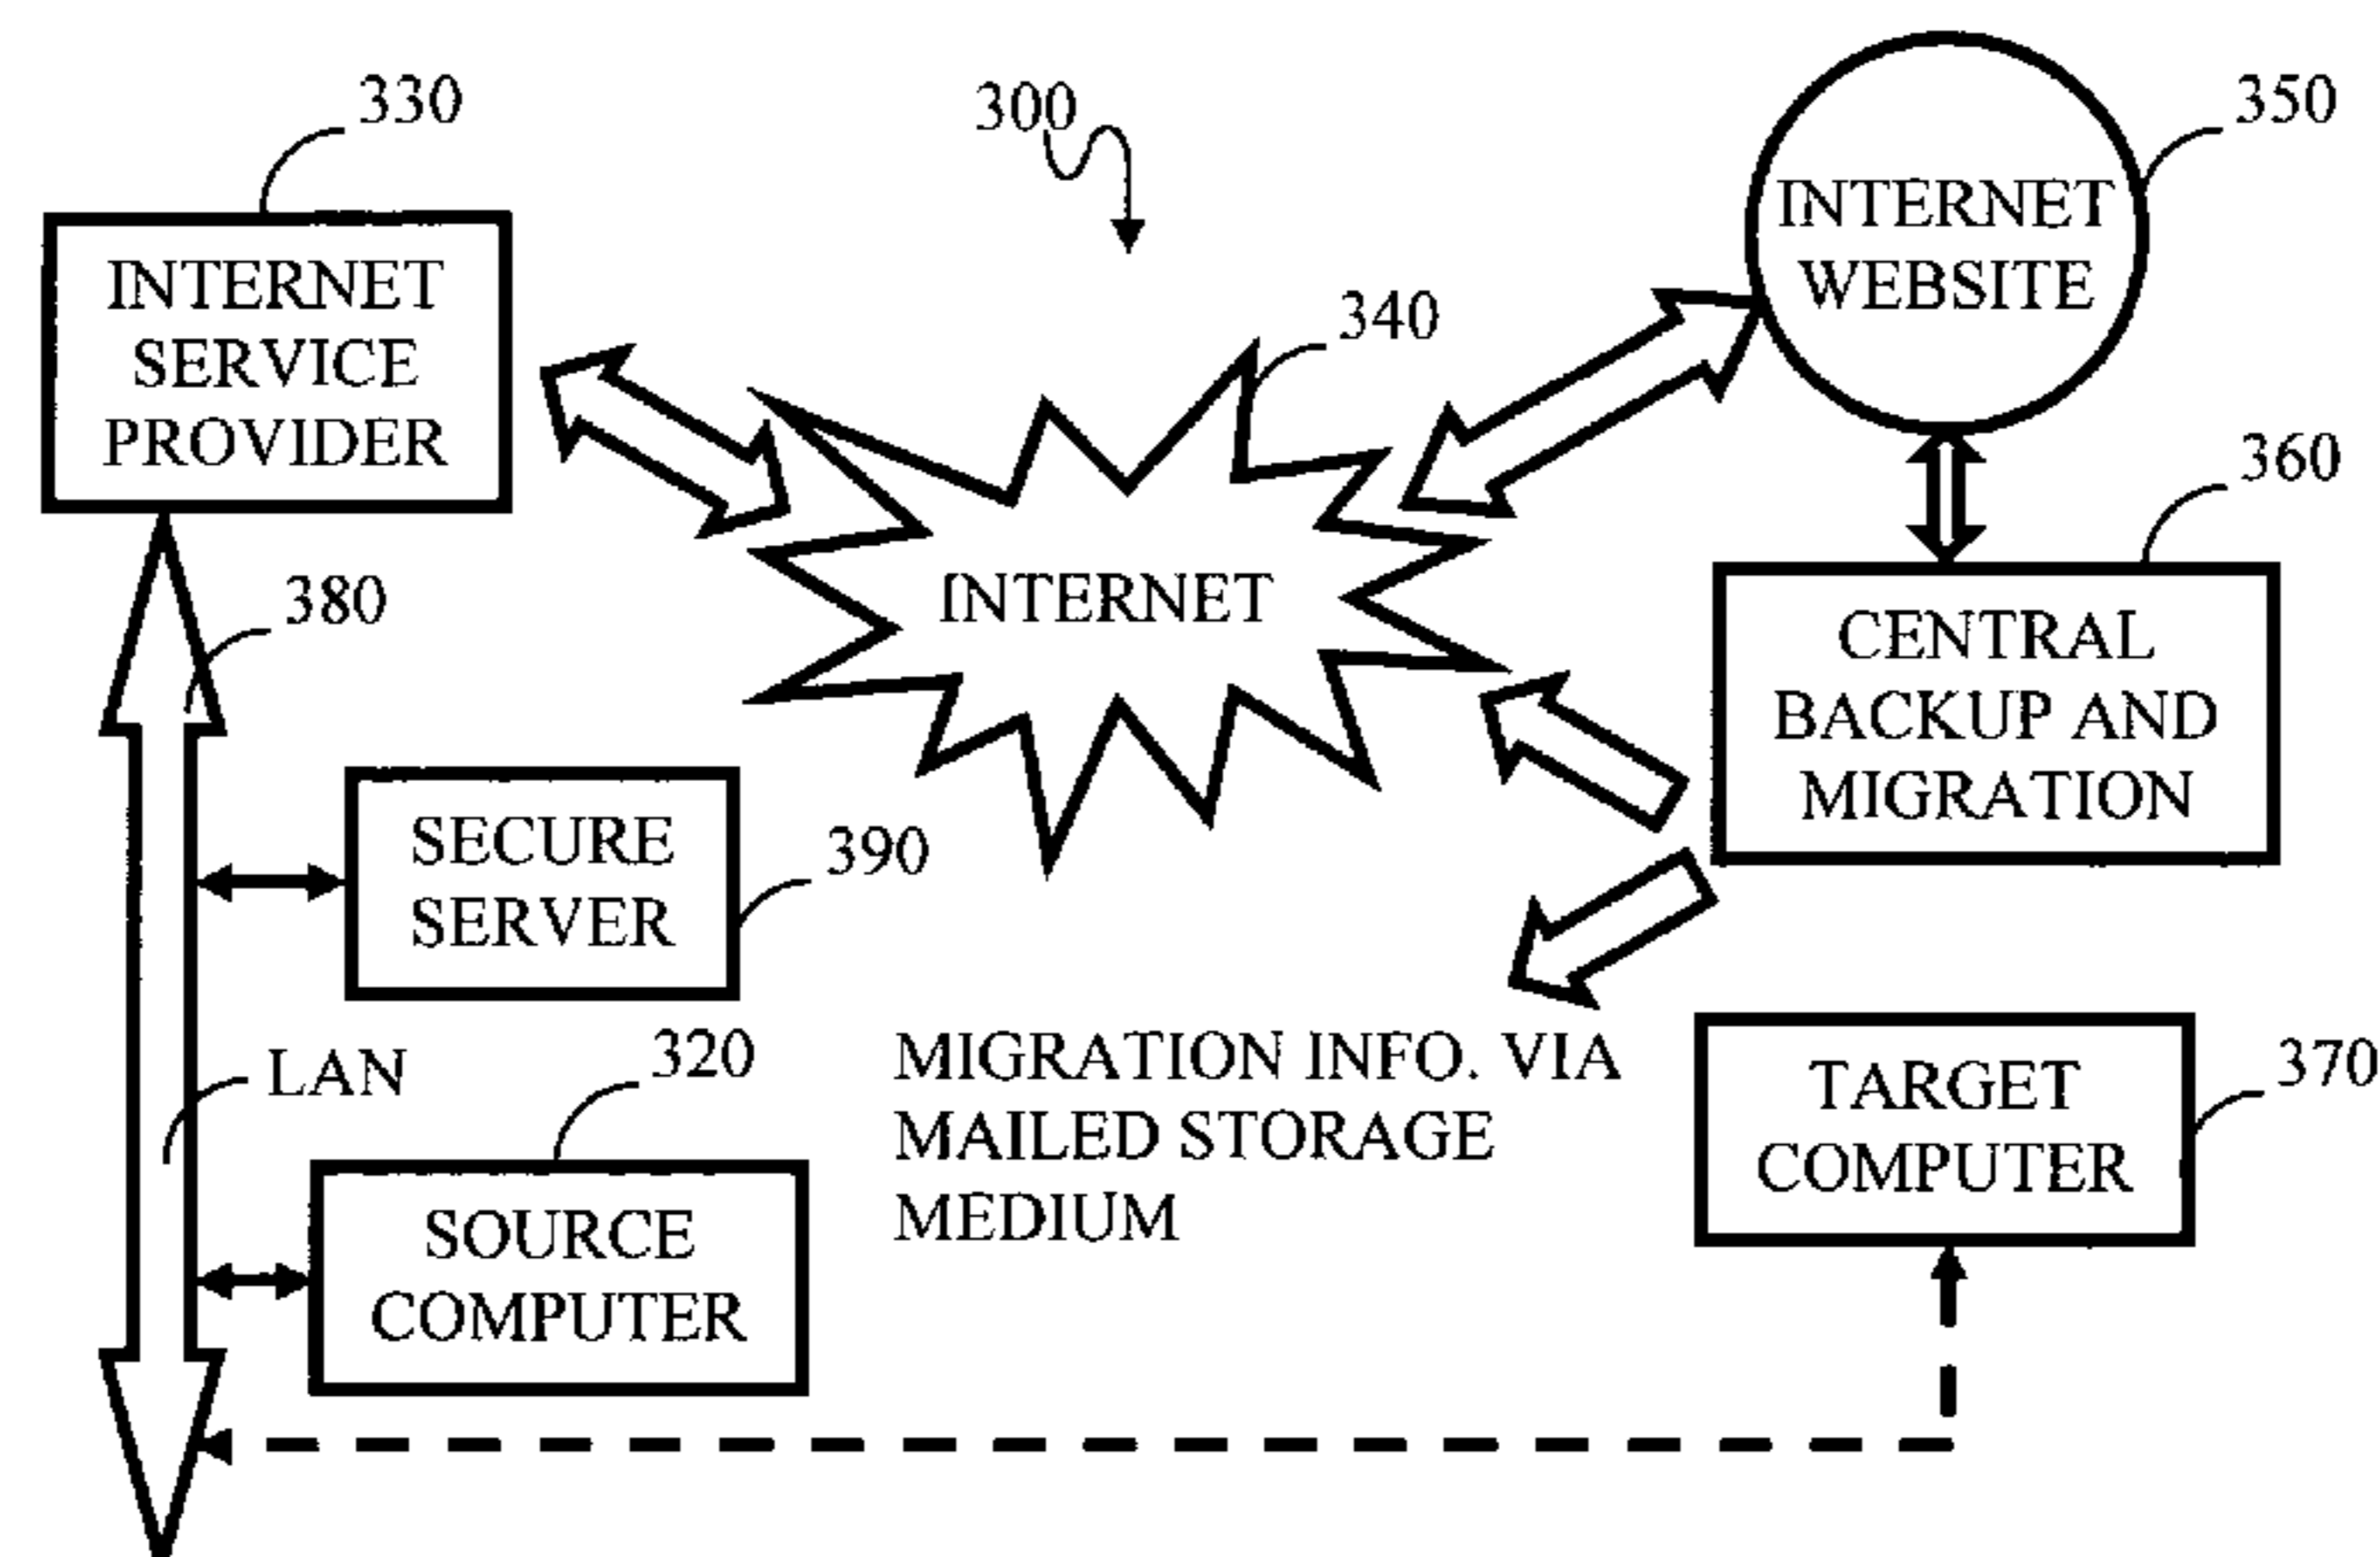 330
300
350
INTERNET
SERVICE
PROVIDER
INTERNET
WEBSITE
340
360
380
INTERNET
CENTRAL
BACKUP AND
MIGRATION
SECURE
SERVER
390
LAN
320
MIGRATION INFO. VIA
MAILED STORAGE
MEDIUM
TARGET
COMPUTER
370
SOURCE
COMPUTER